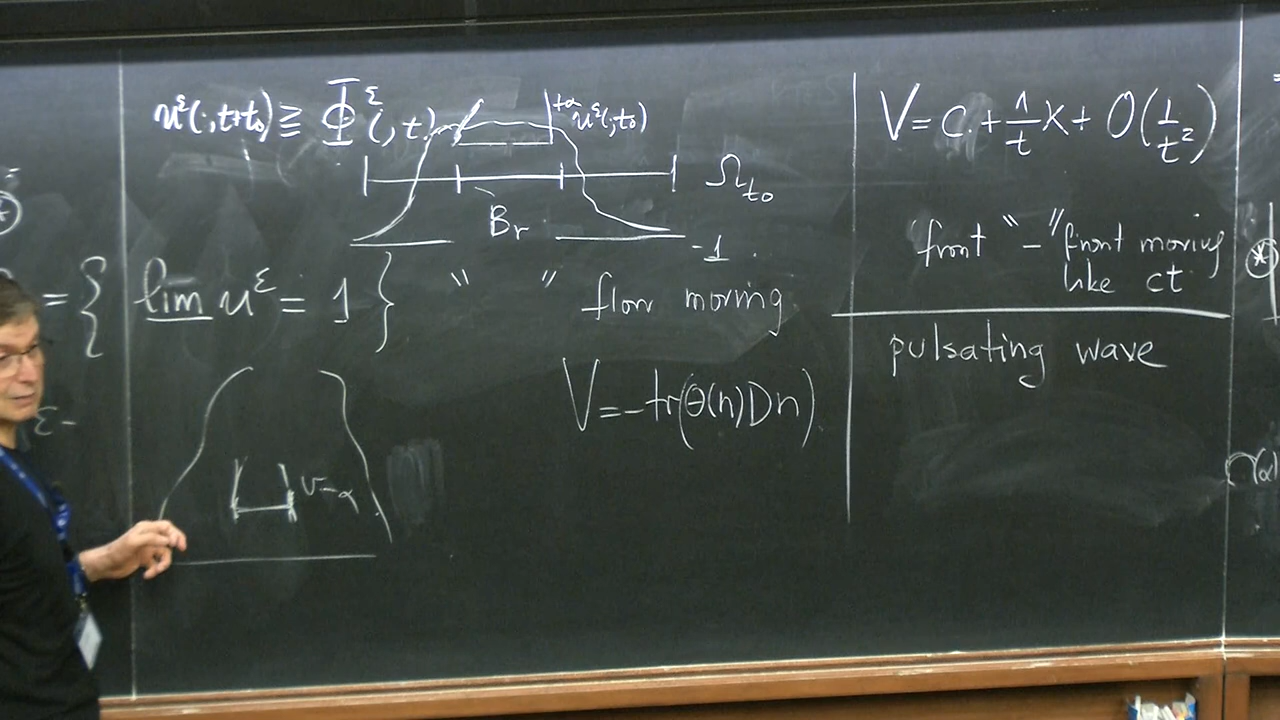 u^ε(·,t+t₀) ≧ Φ̄^ε(·,t)
+α u^ε(·,t₀)
Ω_{t₀}
B_r
-1
= { lim u^ε = 1 } " " flow moving
V = -tr(θ(n)Dn)
v=-α
ε-
V = c + 1/t K + O(1/t²)
front " - " front moving
like ct
pulsating wave
*
*